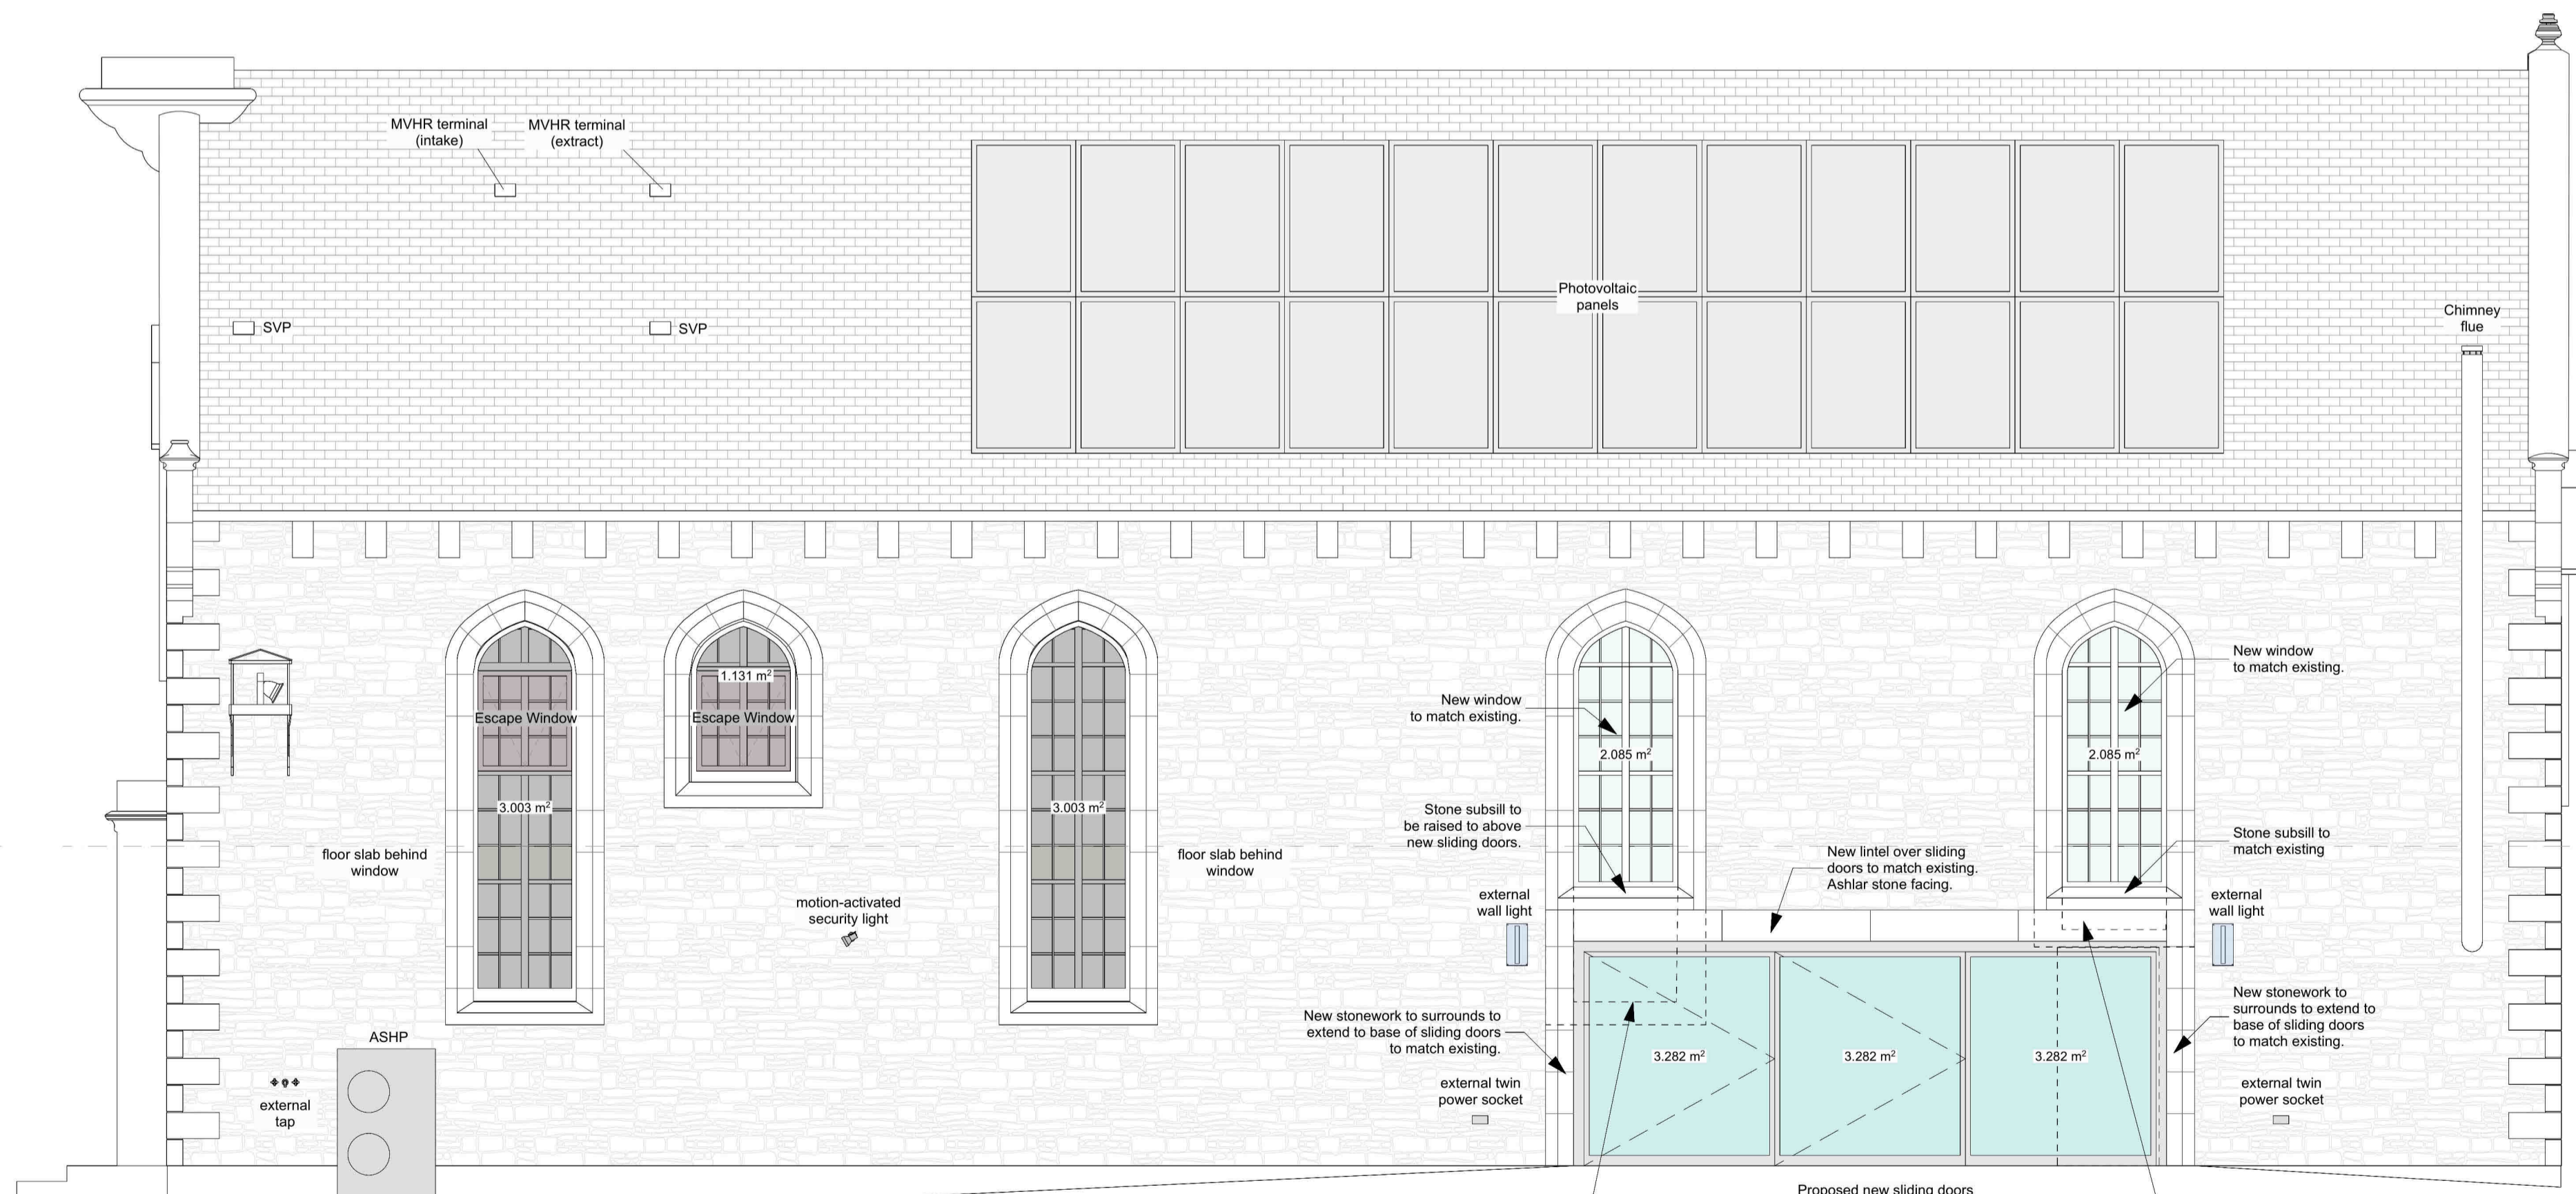 MVHR terminal
(intake)
MVHR terminal
(extract)
SVP
SVP
Photovoltaic
panels
Chimney
flue
1.131 m²
Escape Window
Escape Window
3.003 m²
3.003 m²
floor slab behind
window
floor slab behind
window
motion-activated
security light
New window
to match existing.
2.085 m²
2.085 m²
New window
to match existing.
Stone subsill to
be raised to above
new sliding doors.
New lintel over sliding
doors to match existing.
Ashlar stone facing.
Stone subsill to
match existing
external
wall light
external
wall light
New stonework to surrounds to
extend to base of sliding doors
to match existing.
3.282 m²
3.282 m²
3.282 m²
New stonework to
surrounds to extend to
base of sliding doors
to match existing.
ASHP
external
tap
external twin
power socket
external twin
power socket
Proposed new sliding doors